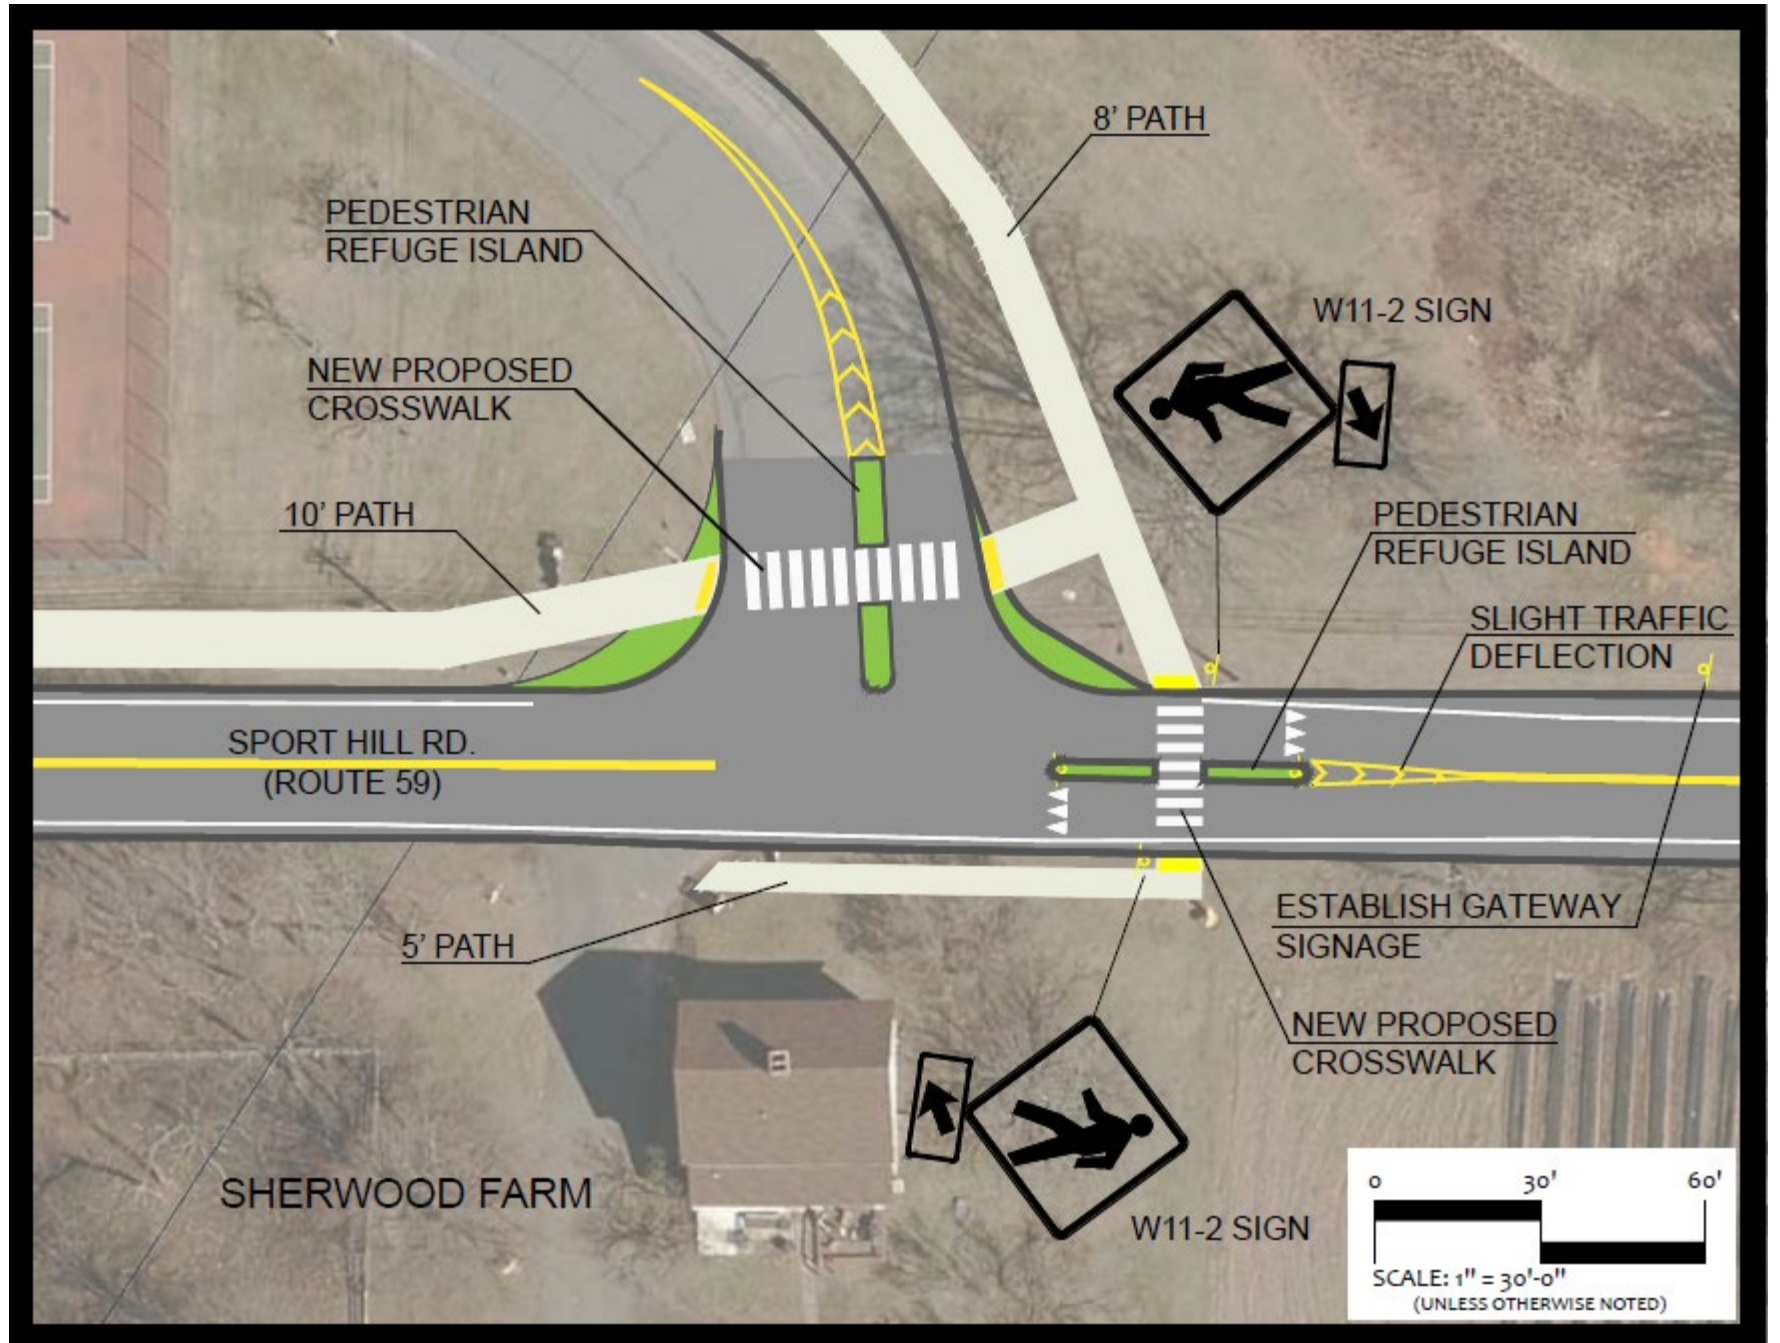 8' PATH
PEDESTRIAN
REFUGE ISLAND
W11-2 SIGN
NEW PROPOSED
CROSSWALK
10' PATH
PEDESTRIAN
REFUGE ISLAND
SLIGHT TRAFFIC
DEFLECTION
SPORT HILL RD.
(ROUTE 59)
5' PATH
ESTABLISH GATEWAY
SIGNAGE
NEW PROPOSED
CROSSWALK
SHERWOOD FARM
W11-2 SIGN
0 30' 60'
SCALE: 1" = 30'-0"
(UNLESS OTHERWISE NOTED)